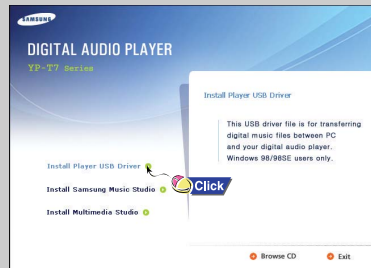 SAMSUNG
DIGITAL AUDIO PLAYER
YP-T7 Series
Install Player USB Driver
This USB driver file is for transferring
digital music files between PC
and your digital audio player.
Windows 98/98SE users only.
Install Player USB Driver
Install Samsung Music Studio
Install Multimedia Studio
Click
Browse CD
Exit